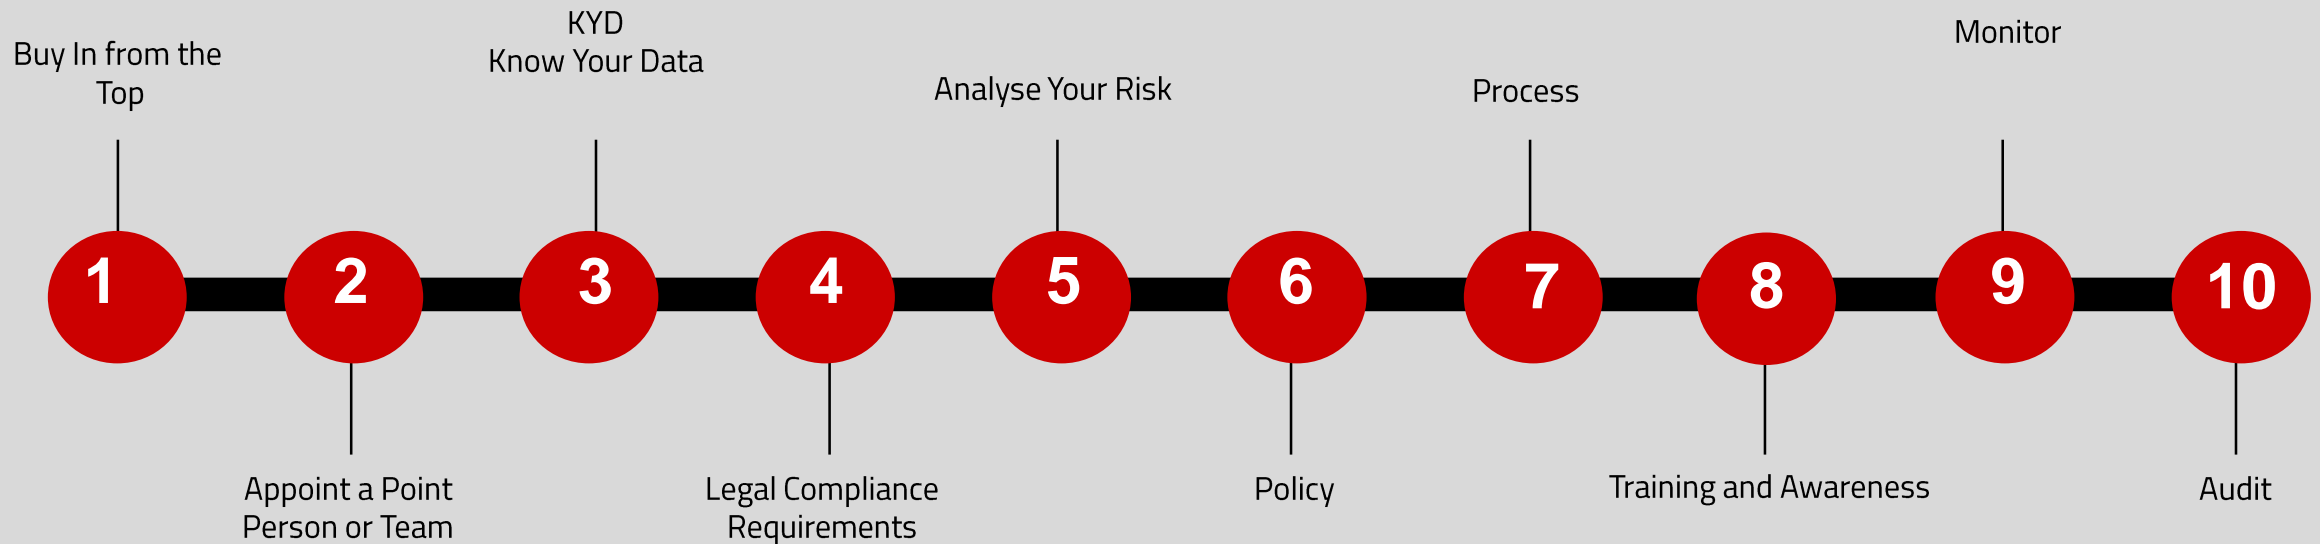 Buy In from the
Top
1
Appoint a Point
Person or Team
2
KYD
Know Your Data
3
Legal Compliance
Requirements
4
Analyse Your Risk
5
Policy
6
Process
7
Training and Awareness
8
Monitor
9
Audit
10